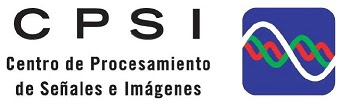 CPSI
Centro de Procesamiento
de Señales e Imágenes